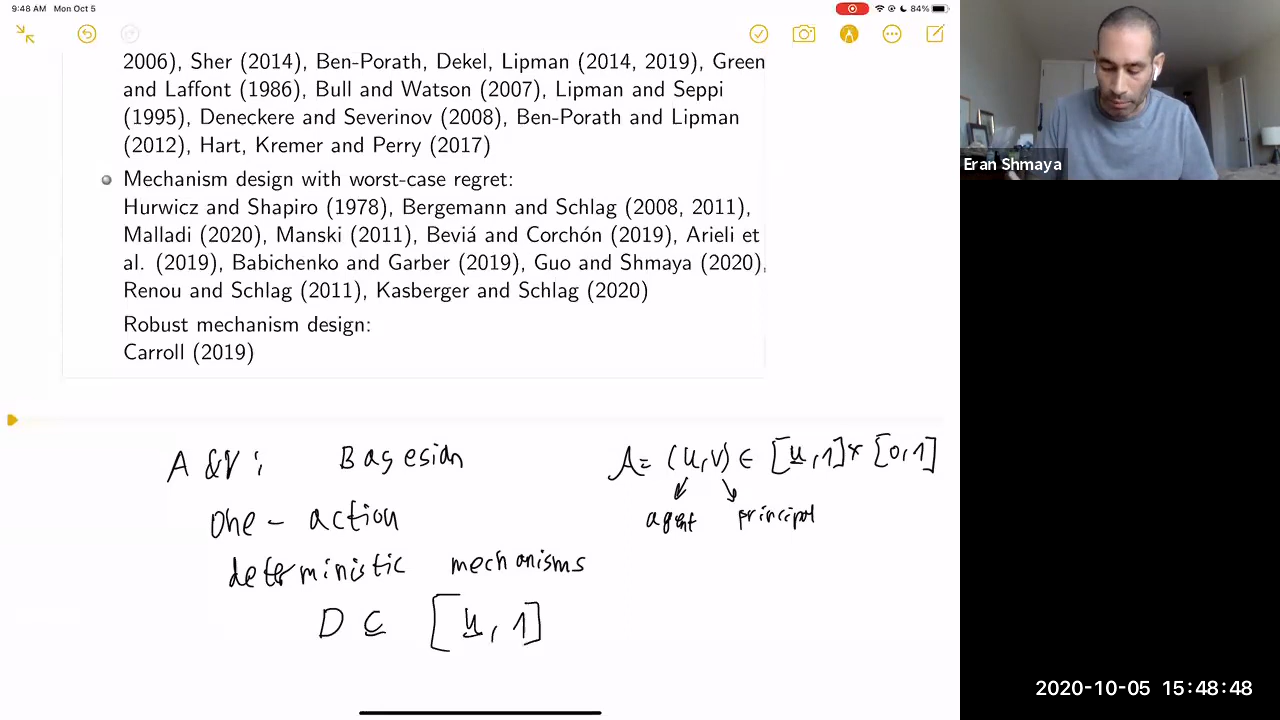 9:48 AM Mon Oct 5
84%
2006), Sher (2014), Ben-Porath, Dekel, Lipman (2014, 2019), Green
and Laffont (1986), Bull and Watson (2007), Lipman and Seppi
(1995), Deneckere and Severinov (2008), Ben-Porath and Lipman
(2012), Hart, Kremer and Perry (2017)
Mechanism design with worst-case regret:
Hurwicz and Shapiro (1978), Bergemann and Schlag (2008, 2011),
Malladi (2020), Manski (2011), Beviá and Corchón (2019), Arieli et
al. (2019), Babichenko and Garber (2019), Guo and Shmaya (2020),
Renou and Schlag (2011), Kasberger and Schlag (2020)
Robust mechanism design:
Carroll (2019)
A &V: Bayesian
A = (u,v) ∈ [u̲,1]×[0,1]
agent principal
one-action
deterministic mechanisms
D ⊆ [u̲, 1]
Eran Shmaya
2020-10-05 15:48:48